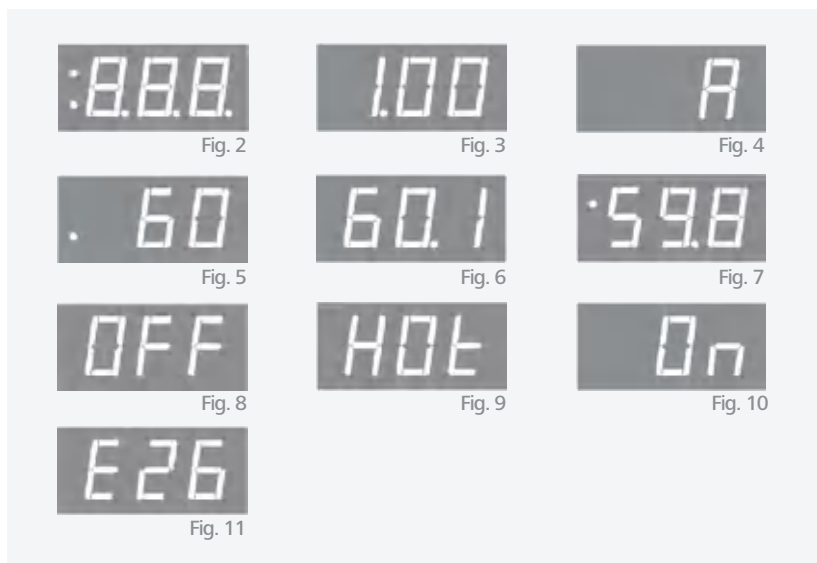 :8.8.8.
Fig. 2
1.00
Fig. 3
A
Fig. 4
. 60
Fig. 5
60.1
Fig. 6
˙59.8
Fig. 7
OFF
Fig. 8
HOt
Fig. 9
On
Fig. 10
E26
Fig. 11